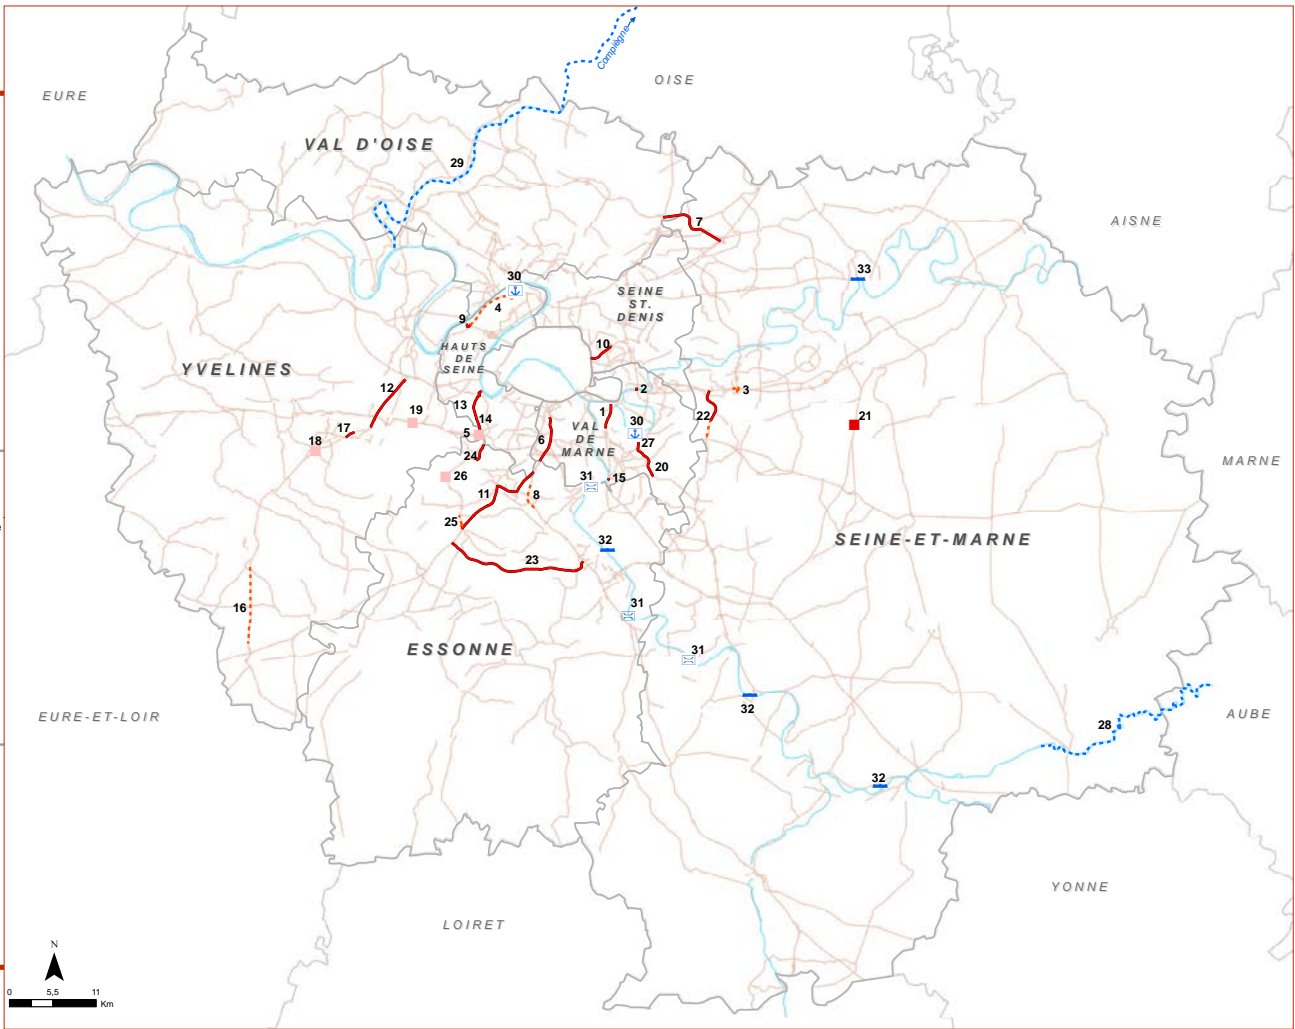 Compiègne
OISE
EURE
VAL D'OISE
29
AISNE
7
33
30
SEINE
ST.
DENIS
4
9
10
HAUTS
DE
SEINE
YVELINES
12
2
3
13
19
14
1
22
30
21
17
5
6
VAL
DE
MARNE
18
27
24
26
20
MARNE
31
15
11
8
25
32
SEINE-ET-MARNE
23
16
31
ESSONNE
31
32
EURE-ET-LOIR
28
AUBE
32
YONNE
LOIRET
N
0 5,5 11
Km